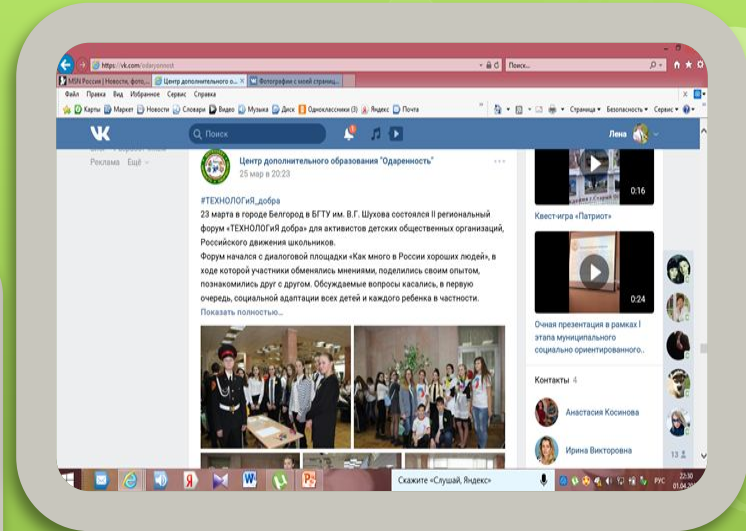 https://vk.com/odaryonnost
Поиск...
MSN Россия | Новости, фото,...
Центр дополнительного о...
Фотографии с моей страниц...
Файл Правка Вид Избранное Сервис Справка
Карты Маркет Новости Словари Видео Музыка Диск Одноклассники (3) Яндекс Почта
Страница Безопасность Сервис
Поиск
Лена
Реклама Ещё
Центр дополнительного образования "Одаренность"
25 мар в 20:23
#ТЕХНОЛОГиЯ_добра
23 марта в городе Белгород в БГТУ им. В.Г. Шухова состоялся II региональный
форум «ТЕХНОЛОГиЯ добра» для активистов детских общественных организаций,
Российского движения школьников.
Форум начался с диалоговой площадки «Как много в России хороших людей», в
ходе которой участники обменялись мнениями, поделились своим опытом,
познакомились друг с другом. Обсуждаемые вопросы касались, в первую
очередь, социальной адаптации всех детей и каждого ребенка в частности.
Показать полностью...
0:16
Квест-игра «Патриот»
0:24
Очная презентация в рамках I
этапа муниципального
социально ориентированного..
Контакты 4
Анастасия Косинова
Ирина Викторовна
13
Скажите «Слушай, Яндекс»
РУС
22:30
01.04.20